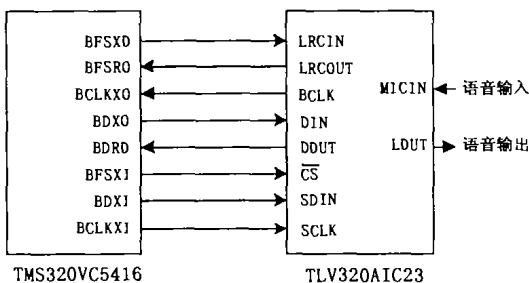 BFSX0 LRCIN
BFSR0 LRCOUT
BCLKX0 BCLK MICIN 语音输入
BDX0 DIN
BDR0 DOUT LOUT 语音输出
BFSX1 CS
BDX1 SDIN
BCLKX1 SCLK
TMS320VC5416 TLV320AIC23